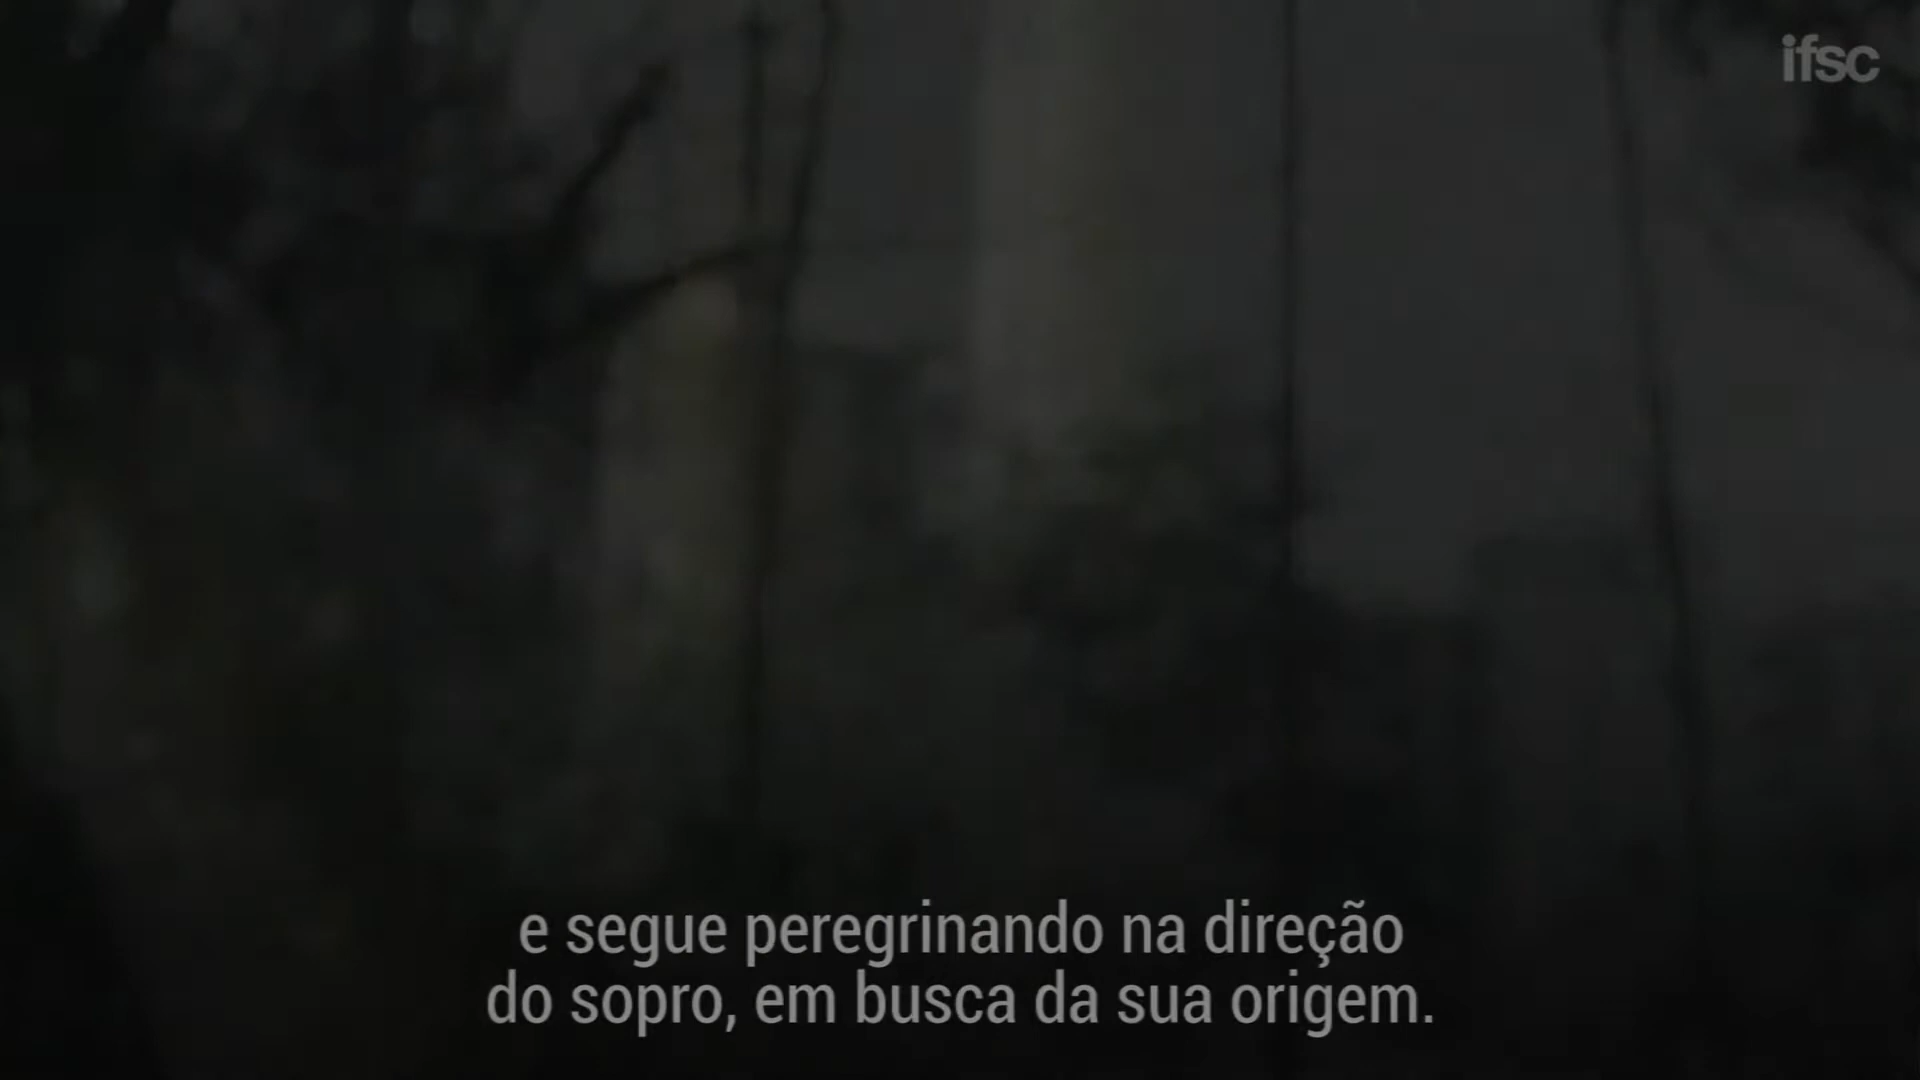 ifsc
e segue peregrinando na direção
do sopro, em busca da sua origem.